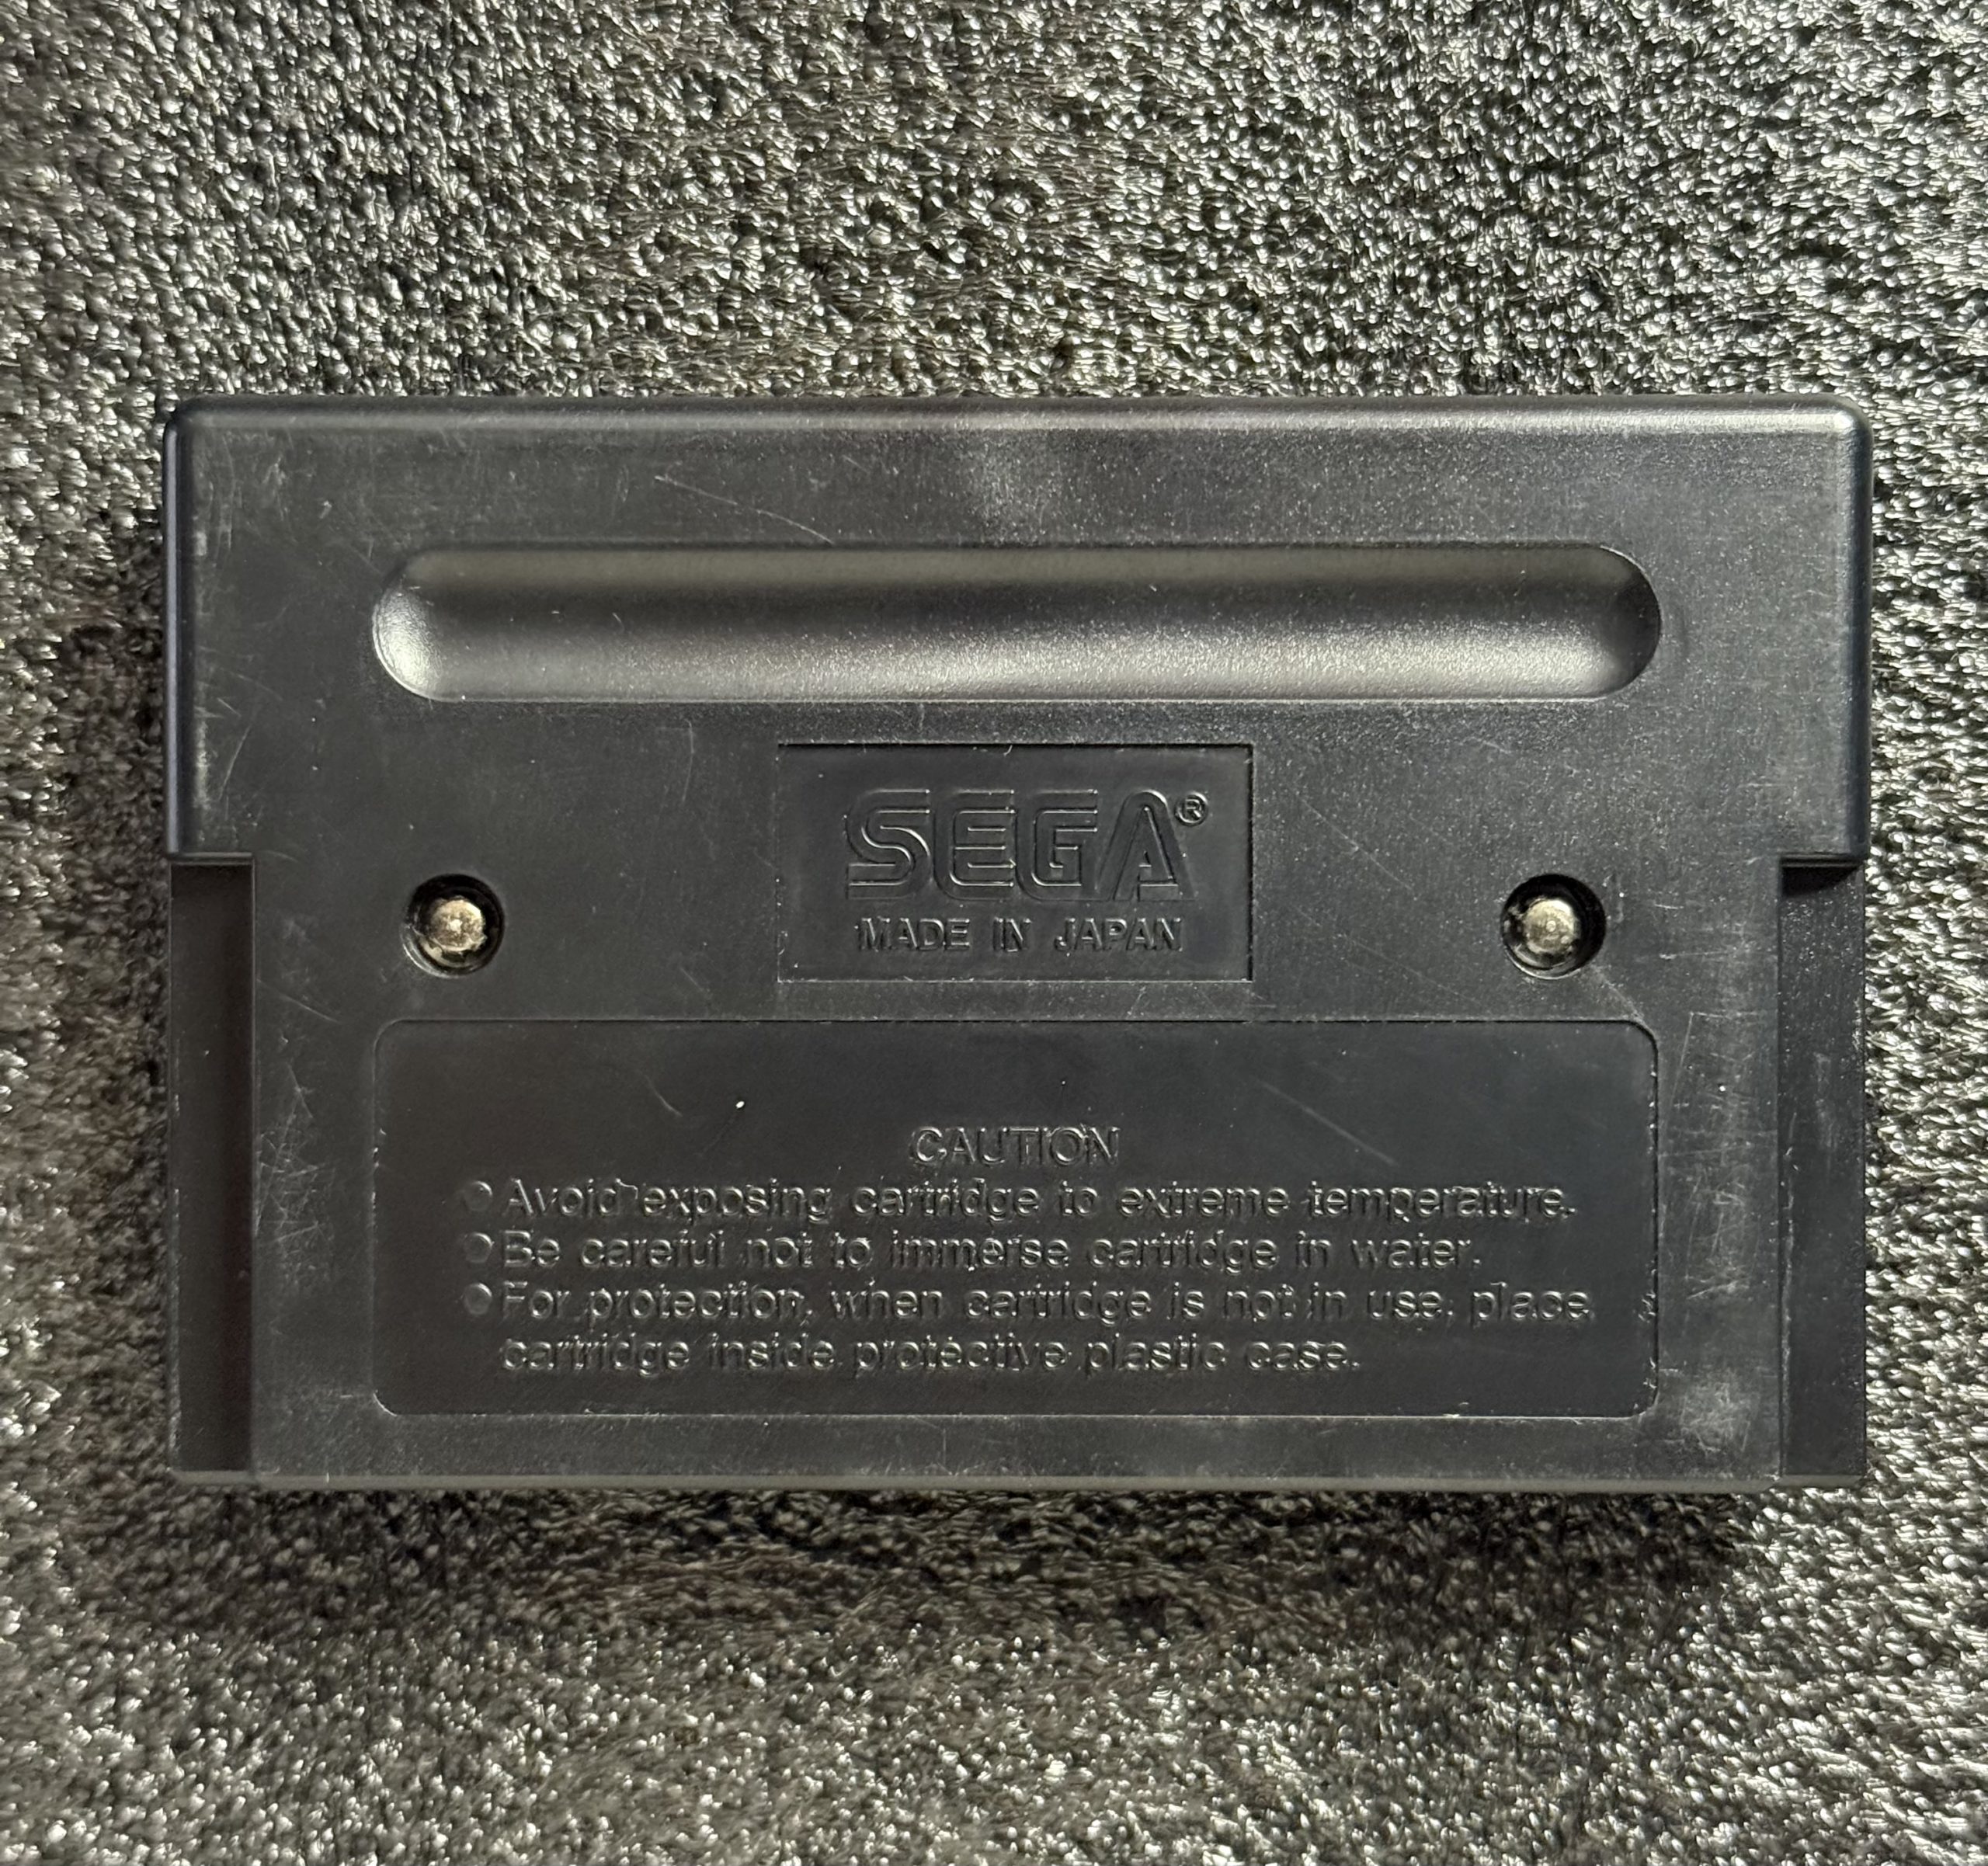 SEGA®
MADE IN JAPAN
CAUTION
●Avoid exposing cartridge to extreme temperature.
●Be careful not to immerse cartridge in water.
●For protection, when cartridge is not in use, place
cartridge inside protective plastic case.